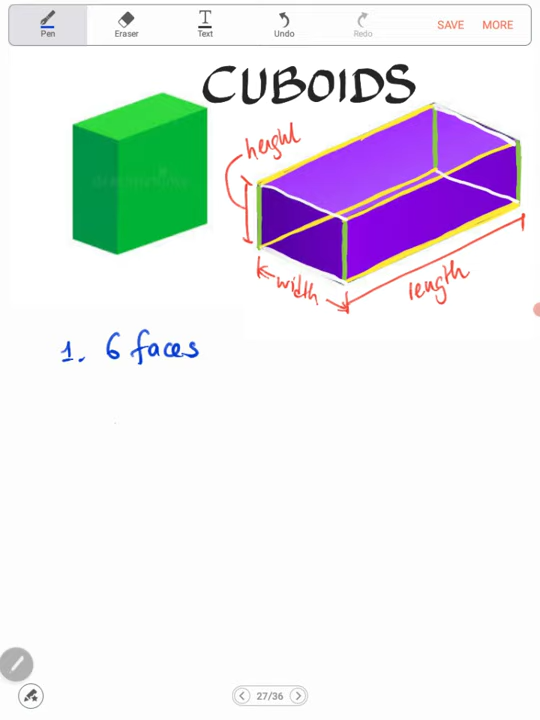 Pen Eraser Text Undo Redo SAVE MORE
T
CUBOIDS
height
width
length
1. 6 faces
27/36